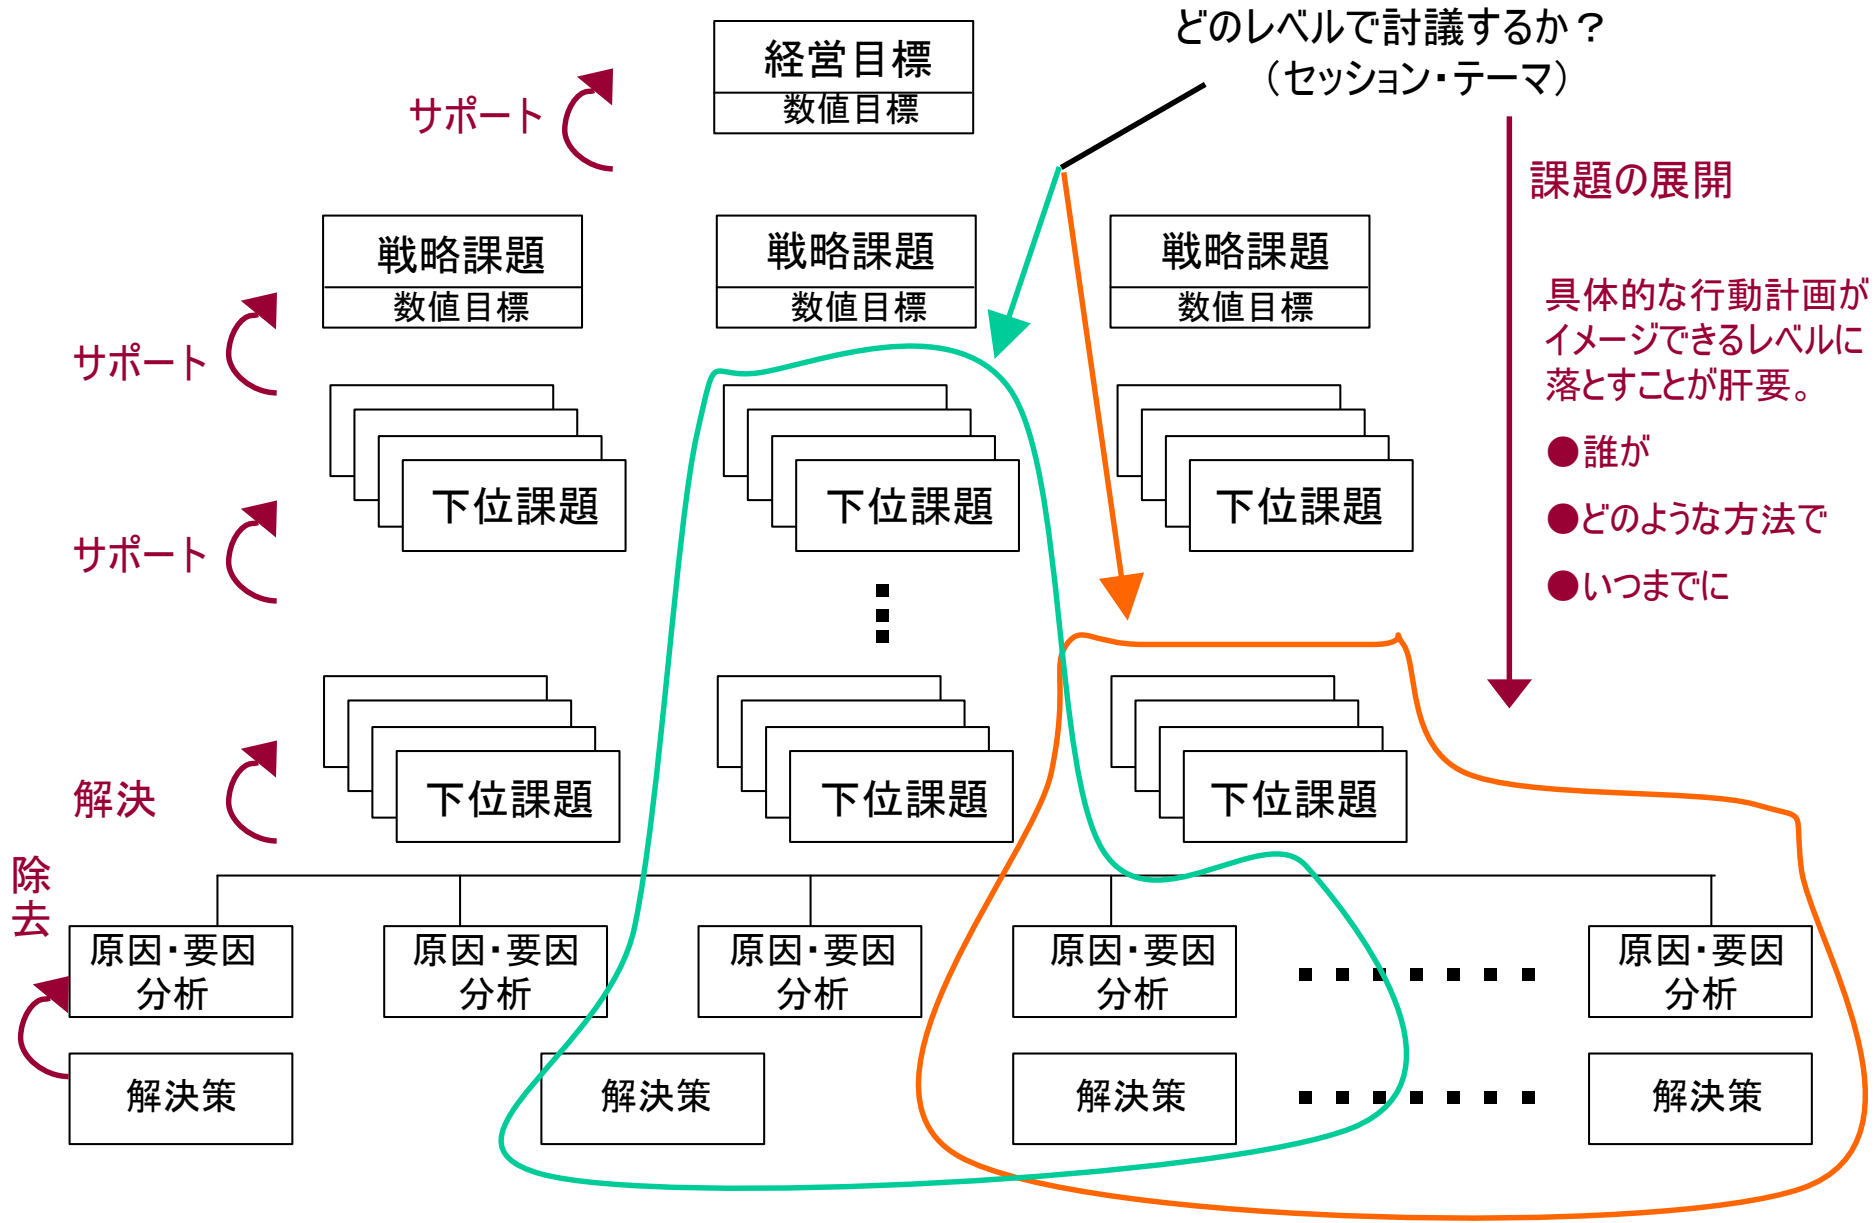 どのレベルで討議するか？
（セッション・テーマ）
経営目標
数値目標
サポート
課題の展開
戦略課題
数値目標
戦略課題
数値目標
戦略課題
数値目標
具体的な行動計画が
イメージできるレベルに
落とすことが肝要。
●誰が
●どのような方法で
●いつまでに
サポート
下位課題
下位課題
下位課題
サポート
下位課題
下位課題
下位課題
解決
除去
原因・要因
分析
原因・要因
分析
原因・要因
分析
原因・要因
分析
原因・要因
分析
解決策
解決策
解決策
解決策